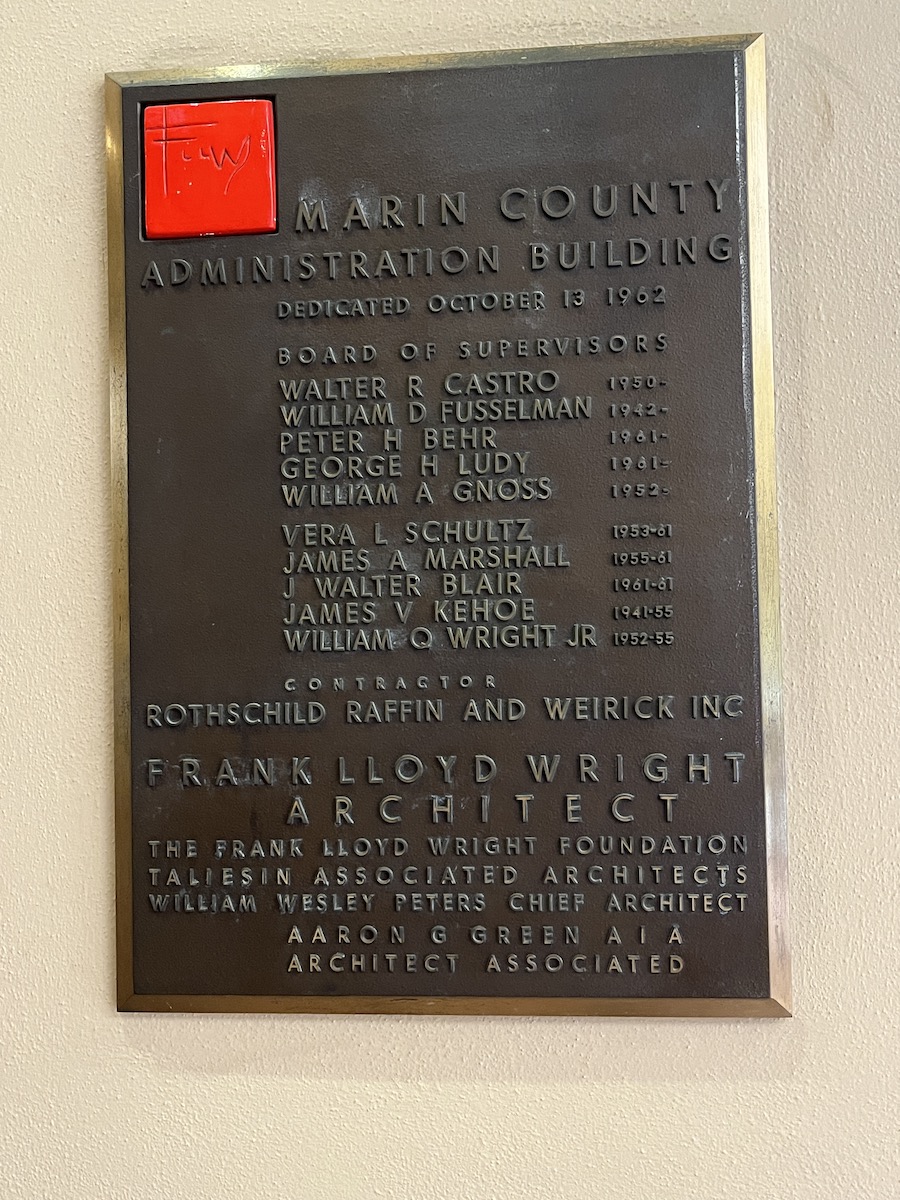 FLLW
MARIN COUNTY
ADMINISTRATION BUILDING
DEDICATED OCTOBER 13 1962
BOARD OF SUPERVISORS
WALTER R CASTRO 1950-
WILLIAM D FUSSELMAN 1942-
PETER H BEHR 1961-
GEORGE H LUDY 1961-
WILLIAM A GNOSS 1952-
VERA L SCHULTZ 1953-61
JAMES A MARSHALL 1955-61
J WALTER BLAIR 1961-61
JAMES V KEHOE 1941-55
WILLIAM Q WRIGHT JR 1952-55
CONTRACTOR
ROTHSCHILD RAFFIN AND WEIRICK INC
FRANK LLOYD WRIGHT
ARCHITECT
THE FRANK LLOYD WRIGHT FOUNDATION
TALIESIN ASSOCIATED ARCHITECTS
WILLIAM WESLEY PETERS CHIEF ARCHITECT
AARON G GREEN A I A
ARCHITECT ASSOCIATED